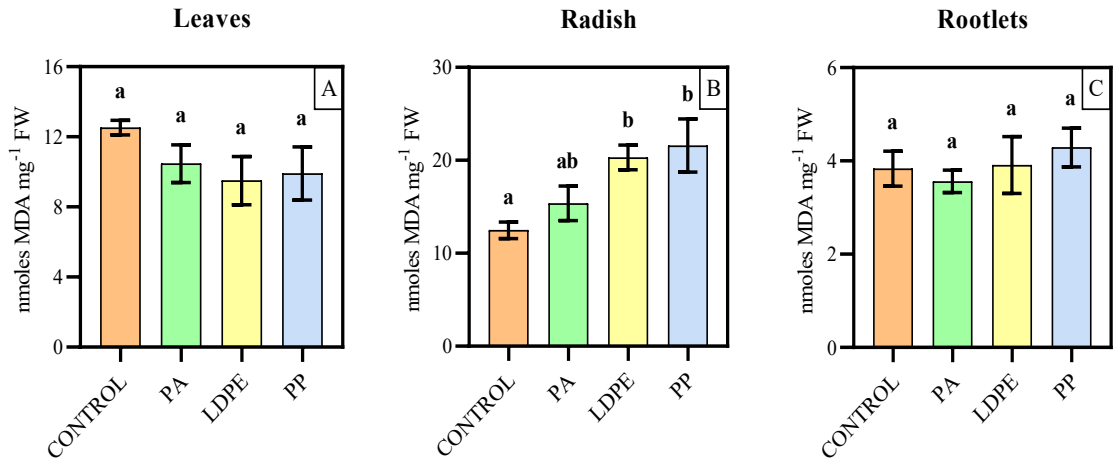 Leaves
nmoles MDA mg⁻¹ FW
16
12
8
4
0
A
a
a
a
a
CONTROL
PA
LDPE
PP
Radish
nmoles MDA mg⁻¹ FW
30
20
10
0
B
a
ab
b
b
CONTROL
PA
LDPE
PP
Rootlets
nmoles MDA mg⁻¹ FW
6
4
2
0
C
a
a
a
a
CONTROL
PA
LDPE
PP